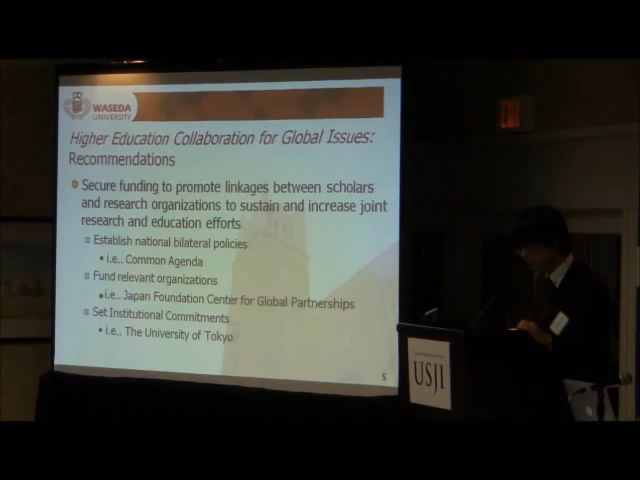 WASEDA
UNIVERSITY
Higher Education Collaboration for Global Issues:
Recommendations
Secure funding to promote linkages between scholars
and research organizations to sustain and increase joint
research and education efforts
Establish national bilateral policies
• i.e.. Common Agenda
Fund relevant organizations
• i.e.. Japan Foundation Center for Global Partnerships
Set Institutional Commitments
• i.e.. The University of Tokyo
5
USJI